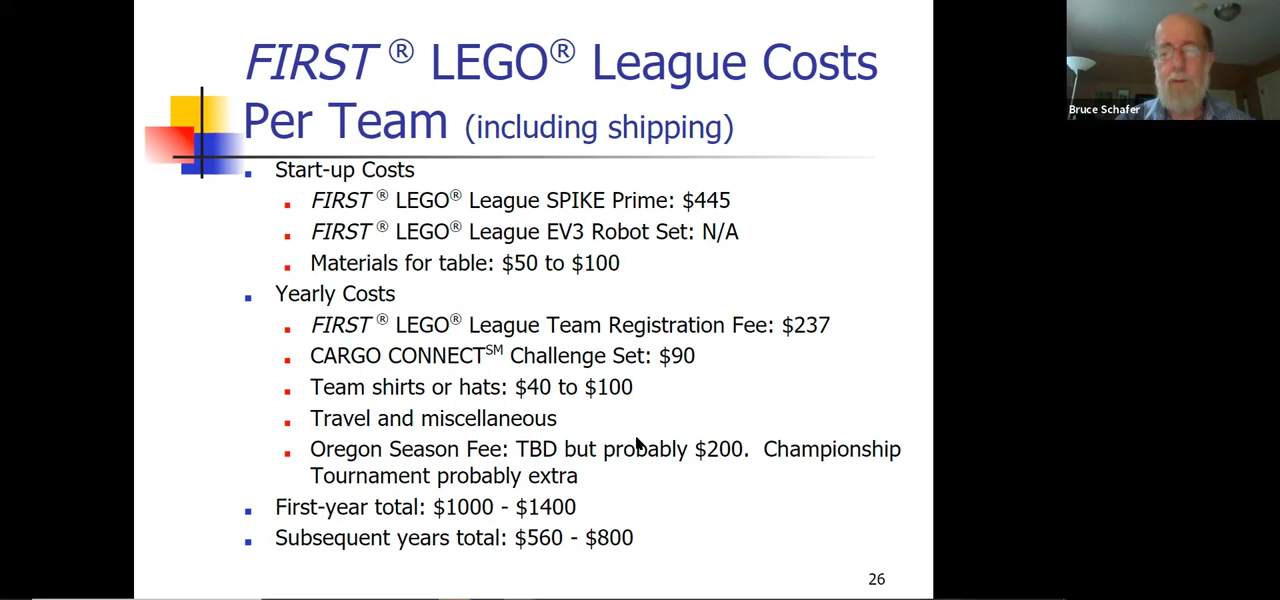 FIRST ® LEGO® League Costs
Per Team (including shipping)
Start-up Costs
FIRST ® LEGO® League SPIKE Prime: $445
FIRST ® LEGO® League EV3 Robot Set: N/A
Materials for table: $50 to $100
Yearly Costs
FIRST ® LEGO® League Team Registration Fee: $237
CARGO CONNECT℠ Challenge Set: $90
Team shirts or hats: $40 to $100
Travel and miscellaneous
Oregon Season Fee: TBD but probably $200. Championship
Tournament probably extra
First-year total: $1000 - $1400
Subsequent years total: $560 - $800
26
Bruce Schafer